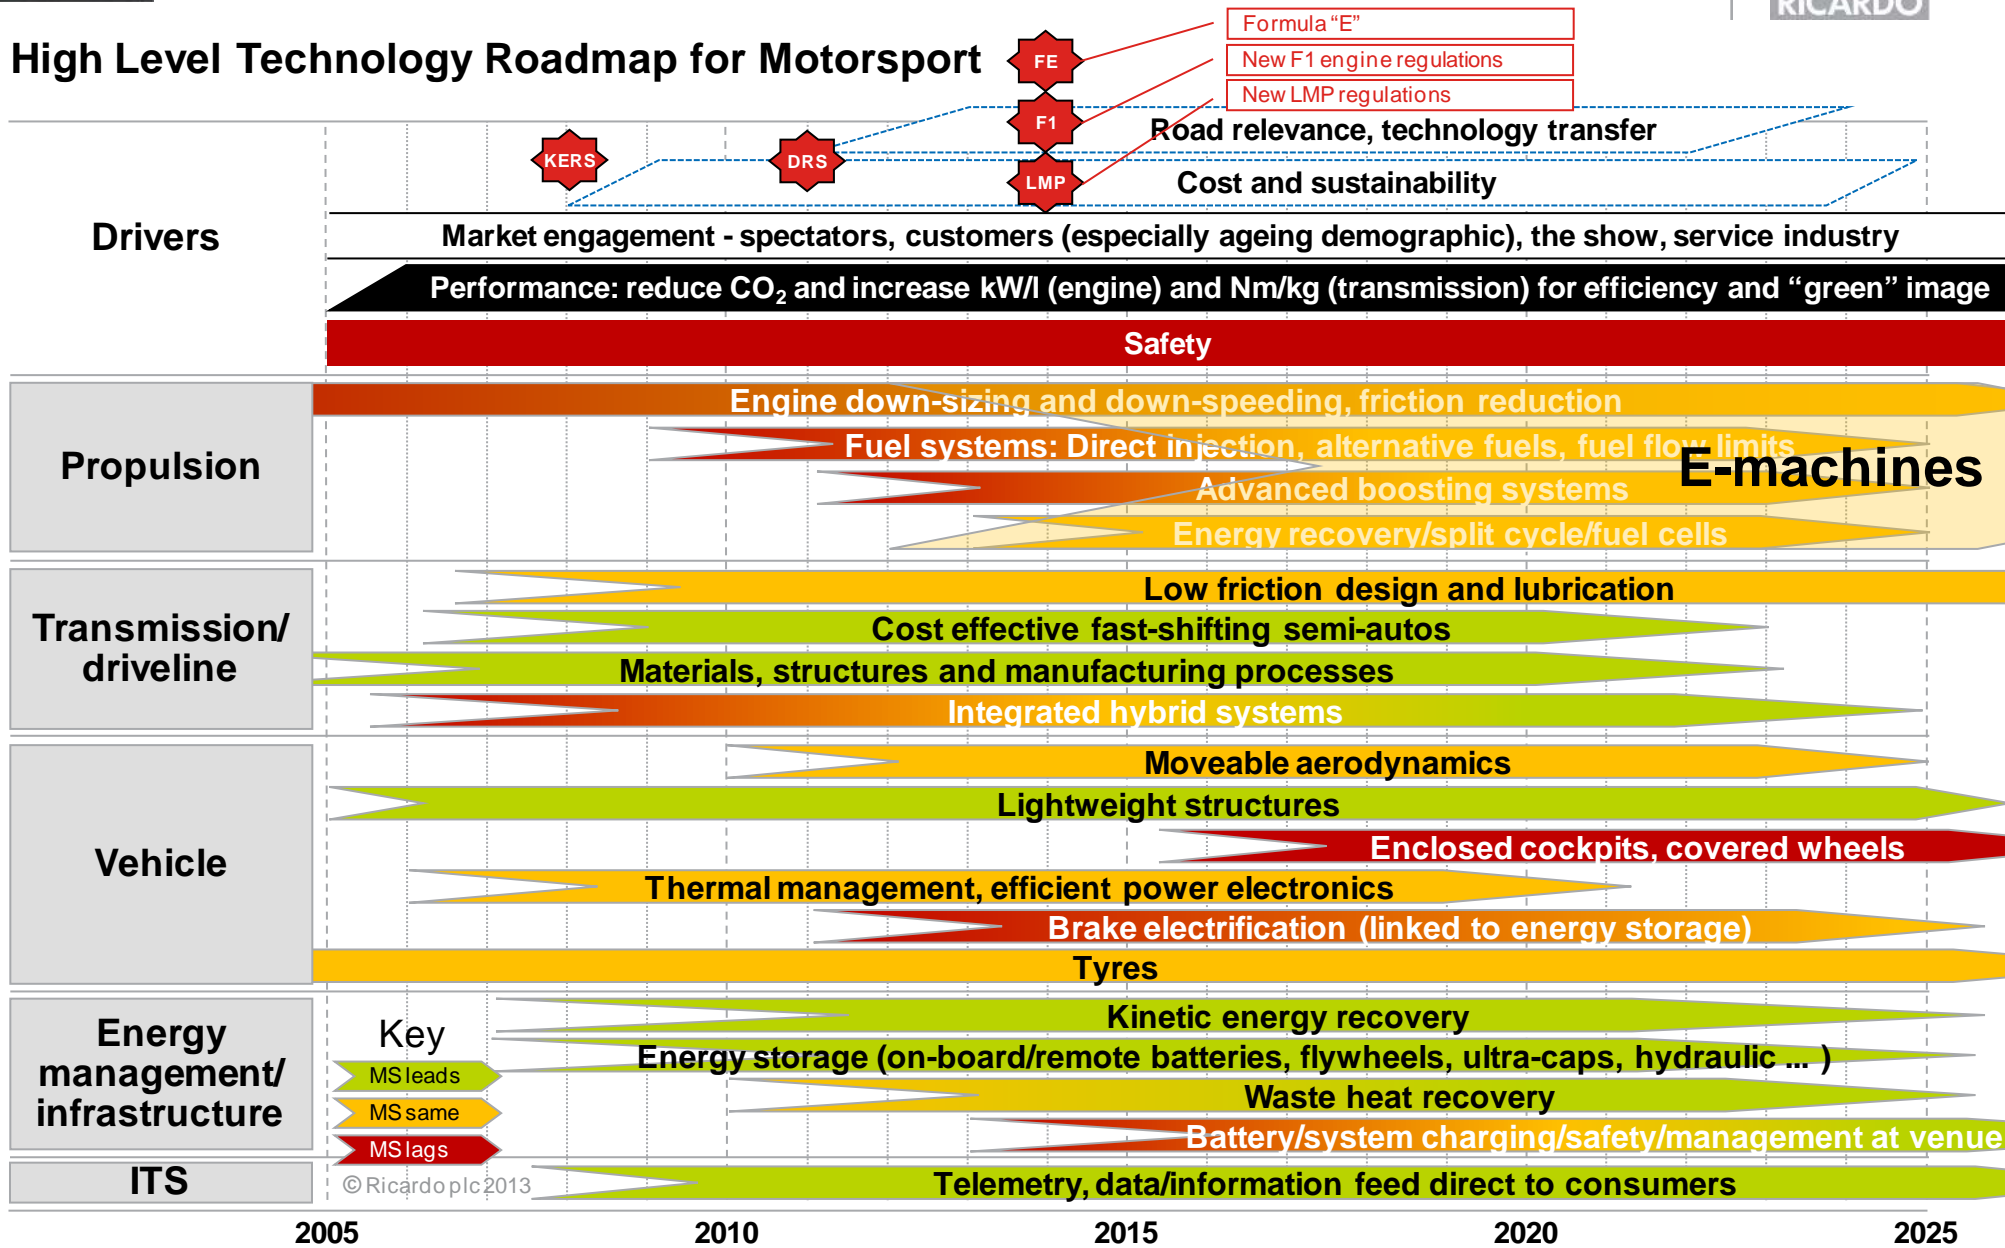 RICARDO
High Level Technology Roadmap for Motorsport
FE
Formula “E”
New F1 engine regulations
New LMP regulations
F1
Road relevance, technology transfer
KERS
DRS
LMP
Cost and sustainability
Drivers
Market engagement - spectators, customers (especially ageing demographic), the show, service industry
Performance: reduce CO₂ and increase kW/l (engine) and Nm/kg (transmission) for efficiency and “green” image
Safety
Propulsion
Engine down-sizing and down-speeding, friction reduction
Fuel systems: Direct injection, alternative fuels, fuel flow limits
E-machines
Advanced boosting systems
Energy recovery/split cycle/fuel cells
Transmission/
driveline
Low friction design and lubrication
Cost effective fast-shifting semi-autos
Materials, structures and manufacturing processes
Integrated hybrid systems
Vehicle
Moveable aerodynamics
Lightweight structures
Enclosed cockpits, covered wheels
Thermal management, efficient power electronics
Brake electrification (linked to energy storage)
Tyres
Energy
management/
infrastructure
Key
MS leads
MS same
MS lags
Kinetic energy recovery
Energy storage (on-board/remote batteries, flywheels, ultra-caps, hydraulic ... )
Waste heat recovery
Battery/system charging/safety/management at venue
ITS
© Ricardo plc 2013
Telemetry, data/information feed direct to consumers
2005
2010
2015
2020
2025